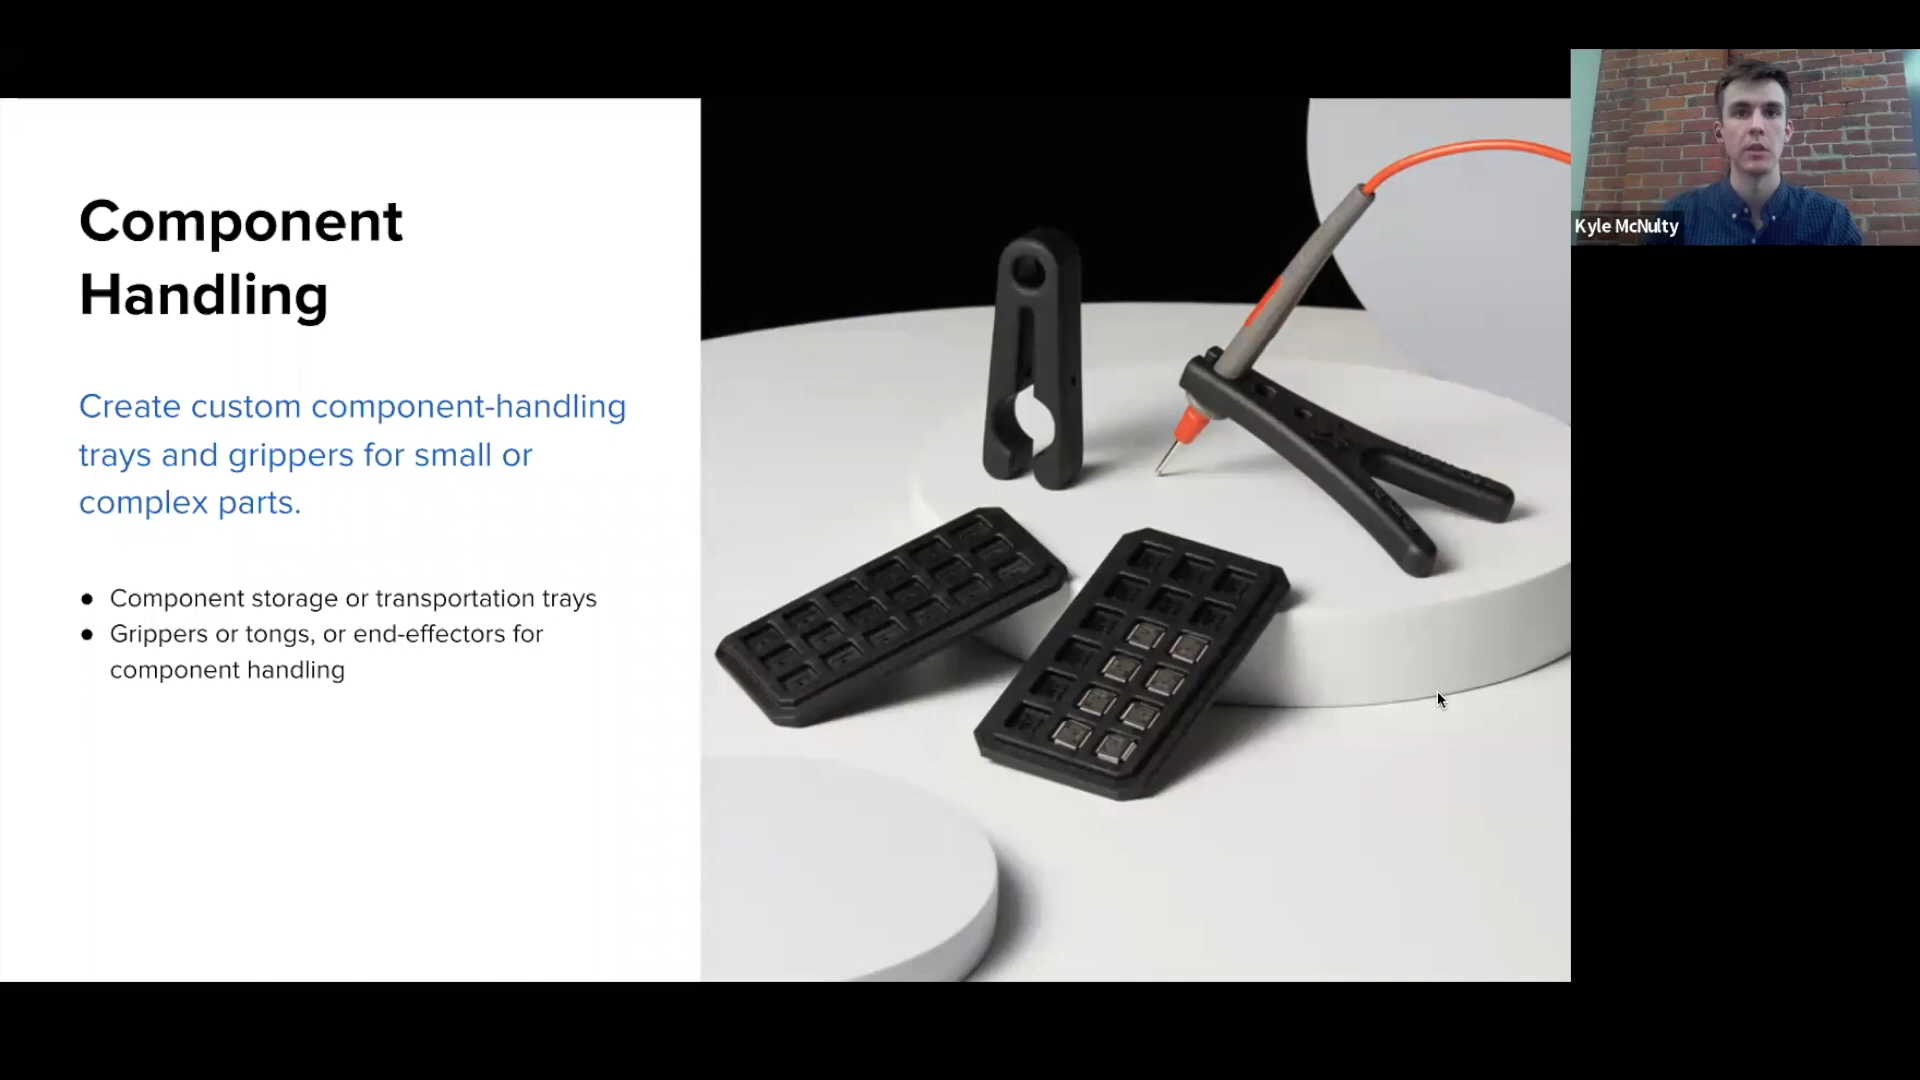 Component
Handling
Create custom component-handling
trays and grippers for small or
complex parts.
● Component storage or transportation trays
● Grippers or tongs, or end-effectors for
component handling
Kyle McNulty